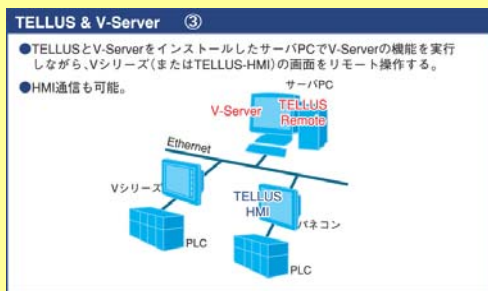 TELLUS & V-Server ③
●TELLUSとV-ServerをインストールしたサーバPCでV-Serverの機能を実行
しながら、Vシリーズ(またはTELLUS-HMI)の画面をリモート操作する。
●HMI通信も可能。
サーバPC
V-Server
TELLUS
Remote
Ethernet
Vシリーズ
TELLUS
HMI
パネコン
PLC
PLC